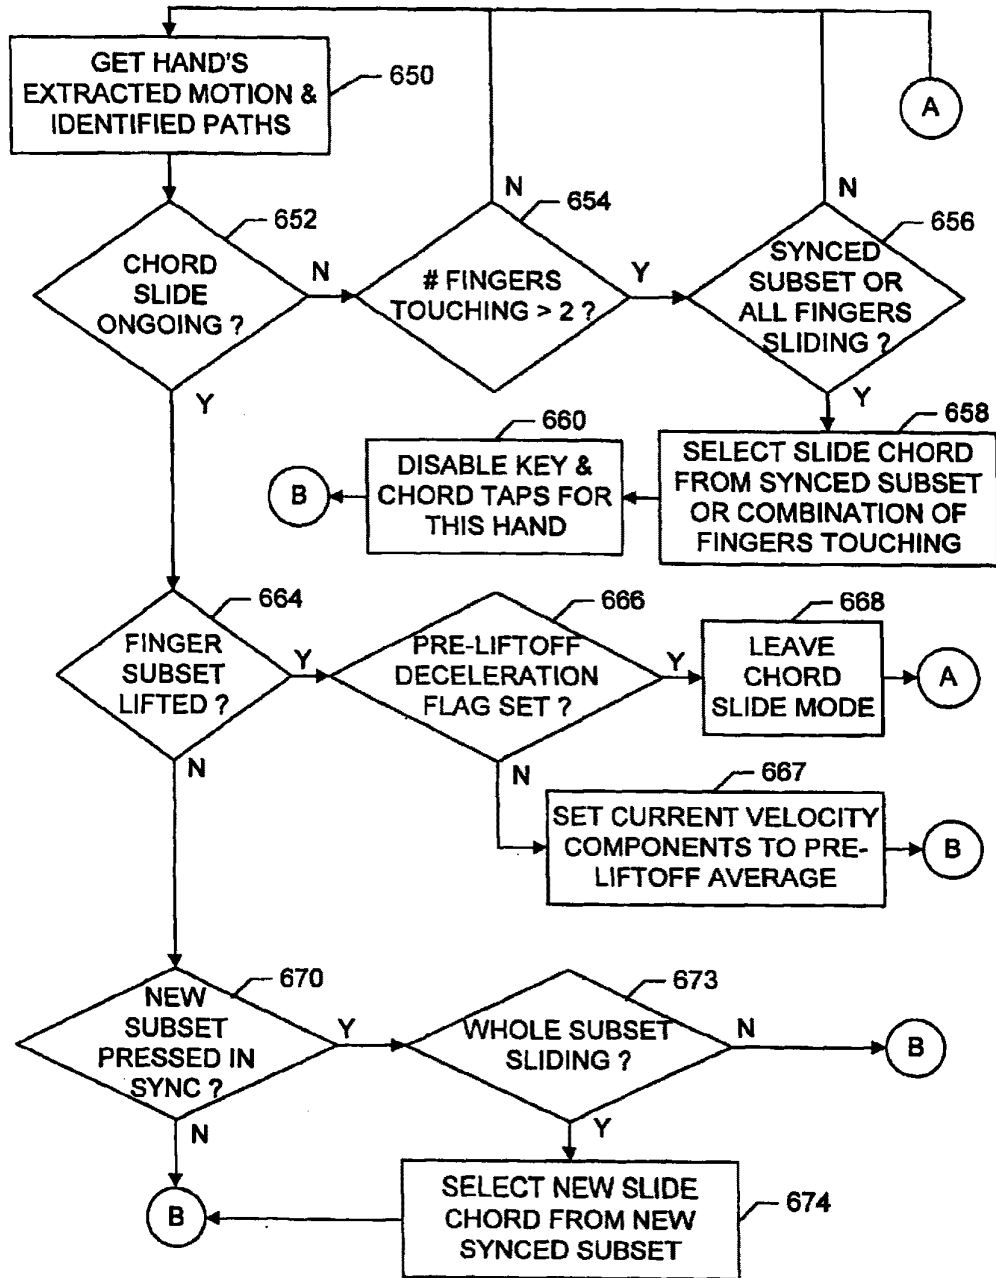 GET HAND'S
EXTRACTED MOTION &
IDENTIFIED PATHS
650
A
652
CHORD
SLIDE
ONGOING ?
N
Y
N
654
# FINGERS
TOUCHING > 2 ?
Y
N
656
SYNCED
SUBSET OR
ALL FINGERS
SLIDING ?
Y
658
SELECT SLIDE CHORD
FROM SYNCED SUBSET
OR COMBINATION OF
FINGERS TOUCHING
660
DISABLE KEY &
CHORD TAPS FOR
THIS HAND
B
664
FINGER
SUBSET
LIFTED ?
Y
N
666
PRE-LIFTOFF
DECELERATION
FLAG SET ?
Y
N
668
LEAVE
CHORD
SLIDE MODE
A
667
SET CURRENT VELOCITY
COMPONENTS TO PRE-
LIFTOFF AVERAGE
B
670
NEW
SUBSET
PRESSED IN
SYNC ?
Y
N
673
WHOLE SUBSET
SLIDING ?
N
B
Y
674
SELECT NEW SLIDE
CHORD FROM NEW
SYNCED SUBSET
B